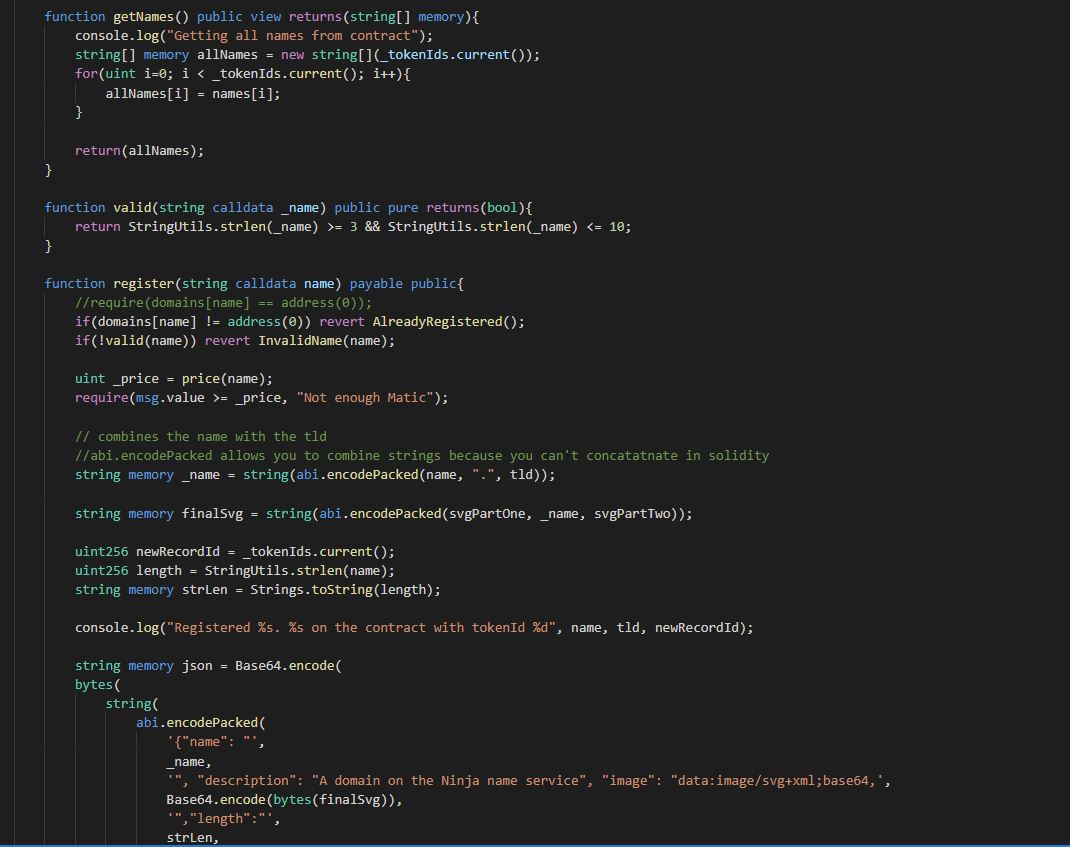 function getNames() public view returns(string[] memory){
console.log("Getting all names from contract");
string[] memory allNames = new string[](_tokenIds.current());
for(uint i=0; i < _tokenIds.current(); i++){
allNames[i] = names[i];
}
return(allNames);
}
function valid(string calldata _name) public pure returns(bool){
return StringUtils.strlen(_name) >= 3 && StringUtils.strlen(_name) <= 10;
}
function register(string calldata name) payable public{
//require(domains[name] == address(0));
if(domains[name] != address(0)) revert AlreadyRegistered();
if(!valid(name)) revert InvalidName(name);
uint _price = price(name);
require(msg.value >= _price, "Not enough Matic");
// combines the name with the tld
//abi.encodePacked allows you to combine strings because you can't concatatnate in solidity
string memory _name = string(abi.encodePacked(name, ".", tld));
string memory finalSvg = string(abi.encodePacked(svgPartOne, _name, svgPartTwo));
uint256 newRecordId = _tokenIds.current();
uint256 length = StringUtils.strlen(name);
string memory strLen = Strings.toString(length);
console.log("Registered %s. %s on the contract with tokenId %d", name, tld, newRecordId);
string memory json = Base64.encode(
bytes(
string(
abi.encodePacked(
'{"name": "',
_name,
'", "description": "A domain on the Ninja name service", "image": "data:image/svg+xml;base64,',
Base64.encode(bytes(finalSvg)),
'","length":"',
strLen,